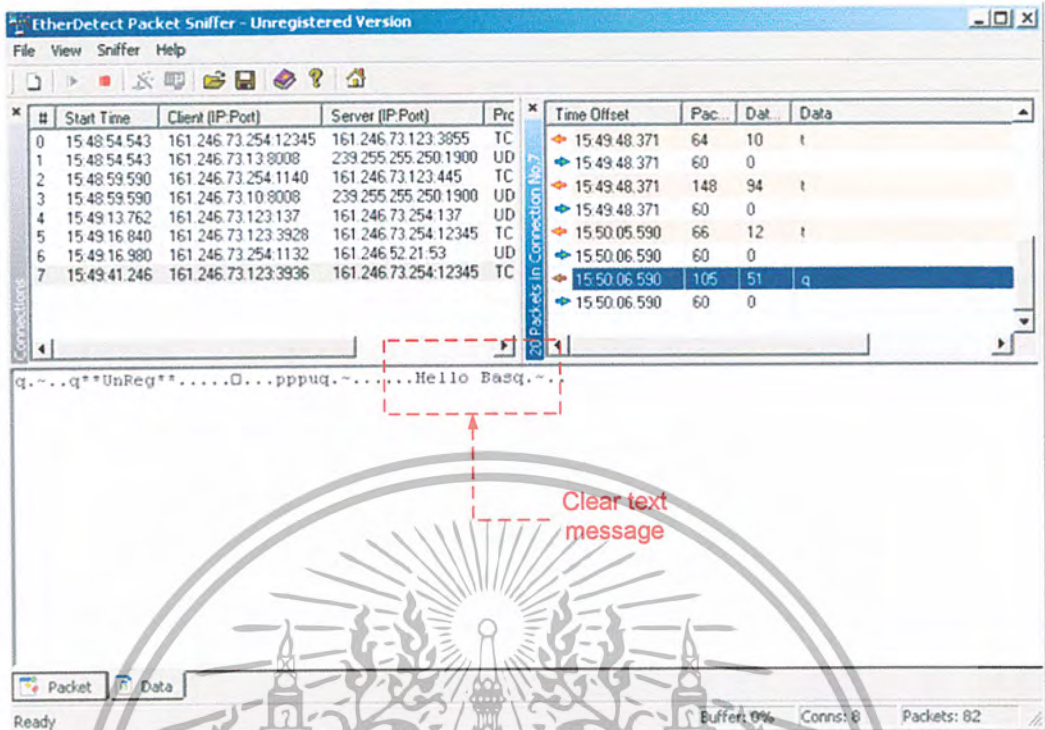 EtherDetect Packet Sniffer - Unregistered Version
File View Sniffer Help
# Start Time Client (IP:Port) Server (IP:Port) Prc
0 15:48:54.543 161.246.73.254:12345 161.246.73.123:3855 TC
1 15:48:54.543 161.246.73.13:8008 239.255.255.250:1900 UD
2 15:48:59.590 161.246.73.254:1140 161.246.73.123:445 TC
3 15:48:59.590 161.246.73.10:8008 239.255.255.250:1900 UD
4 15:49:13.762 161.246.73.123:137 161.246.73.254:137 UD
5 15:49:16.840 161.246.73.123:3928 161.246.73.254:12345 TC
6 15:49:16.980 161.246.73.254:1132 161.246.52.21:53 UD
7 15:49:41.246 161.246.73.123:3936 161.246.73.254:12345 TC
Connections
20 Packets in Connection No.7
Time Offset Pac... Dat... Data
15:49:48.371 64 10 t
15:49:48.371 60 0
15:49:48.371 148 94 t
15:49:48.371 60 0
15:50:05.590 66 12 t
15:50:06.590 60 0
15:50:06.590 105 51 q
15:50:06.590 60 0
q.~..q**UnReg**.....□...pppuq.~......Hello Basq.~..
Clear text
message
Packet Data
Ready Buffer: 0% Conns: 8 Packets: 82